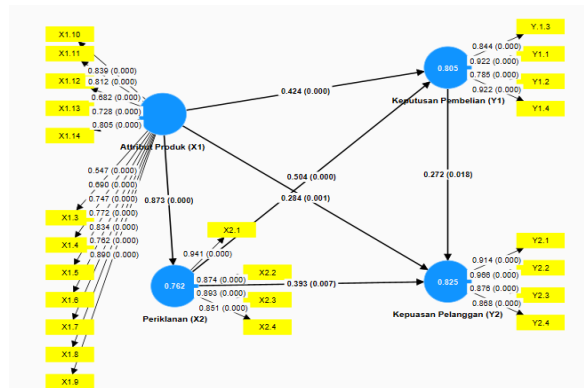 X1.10
X1.11
X1.12
X1.13
X1.14
0.839 (0.000)
0.812 (0.000)
0.682 (0.000)
0.728 (0.000)
0.805 (0.000)
Attribut Produk (X1)
0.547 (0.000)
0.690 (0.000)
0.747 (0.000)
0.772 (0.000)
0.834 (0.000)
0.762 (0.000)
0.890 (0.000)
X1.3
X1.4
X1.5
X1.6
X1.7
X1.8
X1.9
0.424 (0.000)
0.873 (0.000)
0.504 (0.000)
0.284 (0.001)
0.805
Keputusan Pembelian (Y1)
0.844 (0.000)
0.922 (0.000)
0.785 (0.000)
0.922 (0.000)
Y.1.3
Y1.1
Y1.2
Y1.4
0.272 (0.018)
0.762
Periklanan (X2)
X2.1
0.941 (0.000)
0.874 (0.000)
0.893 (0.000)
0.851 (0.000)
X2.2
X2.3
X2.4
0.393 (0.007)
0.825
Kepuasan Pelanggan (Y2)
0.914 (0.000)
0.966 (0.000)
0.876 (0.000)
0.868 (0.000)
Y2.1
Y2.2
Y2.3
Y2.4